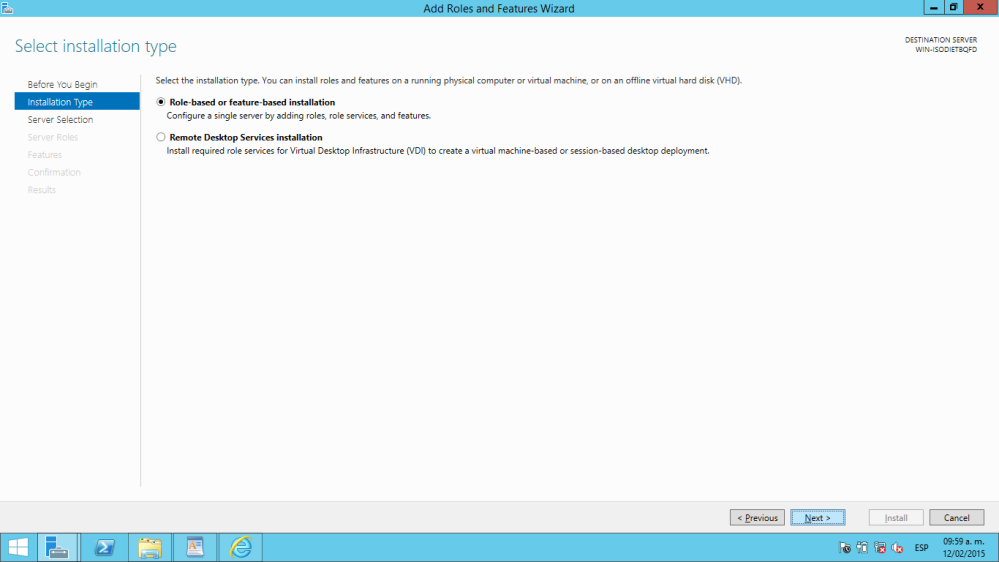 Add Roles and Features Wizard
Select installation type
DESTINATION SERVER
WIN-ISODIETBQFD
Before You Begin
Installation Type
Server Selection
Server Roles
Features
Confirmation
Results
Select the installation type. You can install roles and features on a running physical computer or virtual machine, or on an offline virtual hard disk (VHD).
Role-based or feature-based installation
Configure a single server by adding roles, role services, and features.
Remote Desktop Services installation
Install required role services for Virtual Desktop Infrastructure (VDI) to create a virtual machine-based or session-based desktop deployment.
< Previous
Next >
Install
Cancel
ESP
09:59 a. m.
12/02/2015